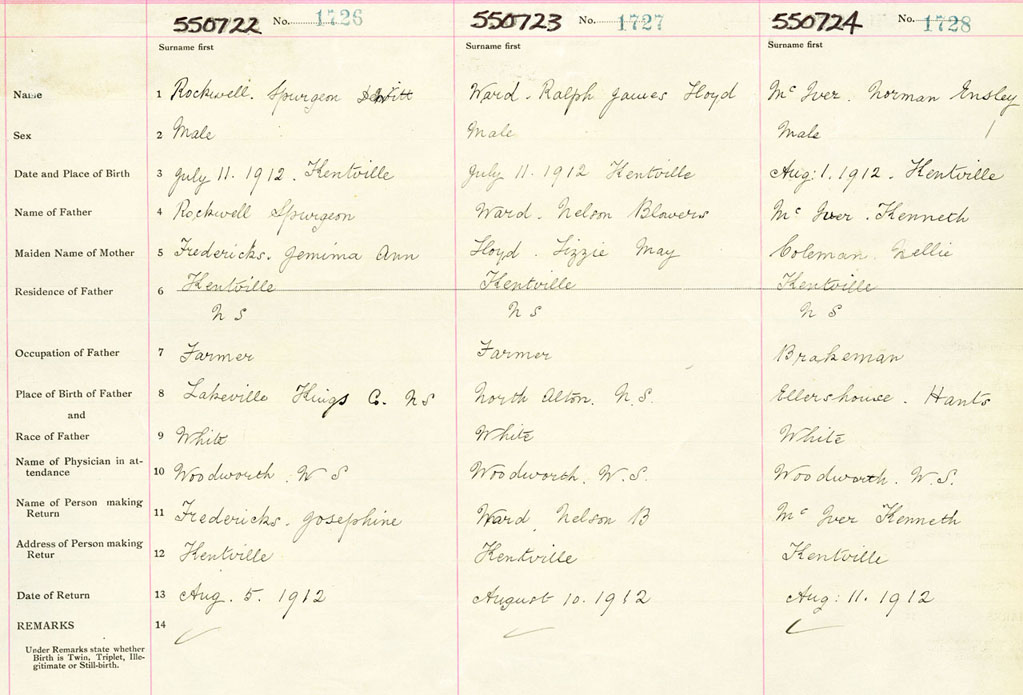 550722 No. 1726 550723 No. 1727 550724 No. 1728
Surname first Surname first Surname first
Name 1 Rockwell. Spurgeon DeWitt Ward. Ralph James Lloyd Mc Iver. Norman Ensley
Sex 2 Male Male Male
Date and Place of Birth 3 July 11. 1912. Kentville July 11. 1912 Kentville Aug: 1. 1912. Kentville
Name of Father 4 Rockwell Spurgeon Ward. Nelson Blowers Mc Iver. Kenneth
Maiden Name of Mother 5 Fredericks. Jemima Ann Lloyd. Lizzie May Coleman. Nellie
Residence of Father 6 Kentville Kentville Kentville
N S N S N S
Occupation of Father 7 Farmer Farmer Brakeman
Place of Birth of Father 8 Lakeville Kings Co. N S North Alton. N.S. Ellershouse. Hants
and
Race of Father 9 White White White
Name of Physician in at-
tendance 10 Woodworth. W S Woodworth. W.S. Woodworth. W.S.
Name of Person making
Return 11 Fredericks. Josephine Ward. Nelson B Mc Iver Kenneth
Address of Person making
Retur 12 Kentville Kentville Kentville
Date of Return 13 Aug. 5. 1912 August 10. 1912 Aug: 11. 1912
REMARKS 14
Under Remarks state whether
Birth is Twin, Triplet, Ille-
gitimate or Still-birth.